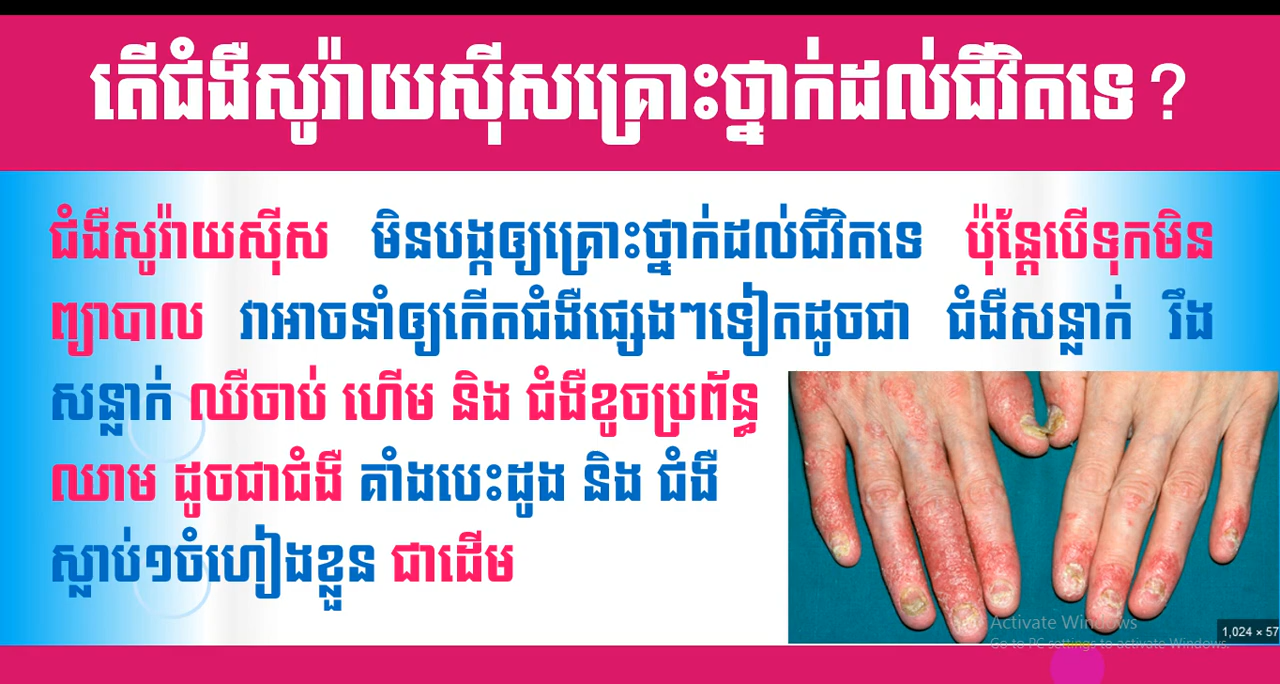 តើជំងឺសូរ៉ាយស៊ីសគ្រោះថ្នាក់ដល់ជីវិតទេ?
ជំងឺសូរ៉ាយស៊ីស មិនបង្កឲ្យគ្រោះថ្នាក់ដល់ជីវិតទេ ប៉ុន្តែបើទុកមិន
ព្យាបាល វាអាចនាំឲ្យកើតជំងឺផ្សេងៗទៀតដូចជា ជំងឺសន្លាក់ រឹង
សន្លាក់ ឈឺចាប់ ហើម និង ជំងឺខូចប្រព័ន្ធ
ឈាម ដូចជាជំងឺ គាំងបេះដូង និង ជំងឺ
ស្លាប់១ចំហៀងខ្លួន ជាដើម
Activate Windows
Go to PC settings to activate Windows.
1,024 × 57